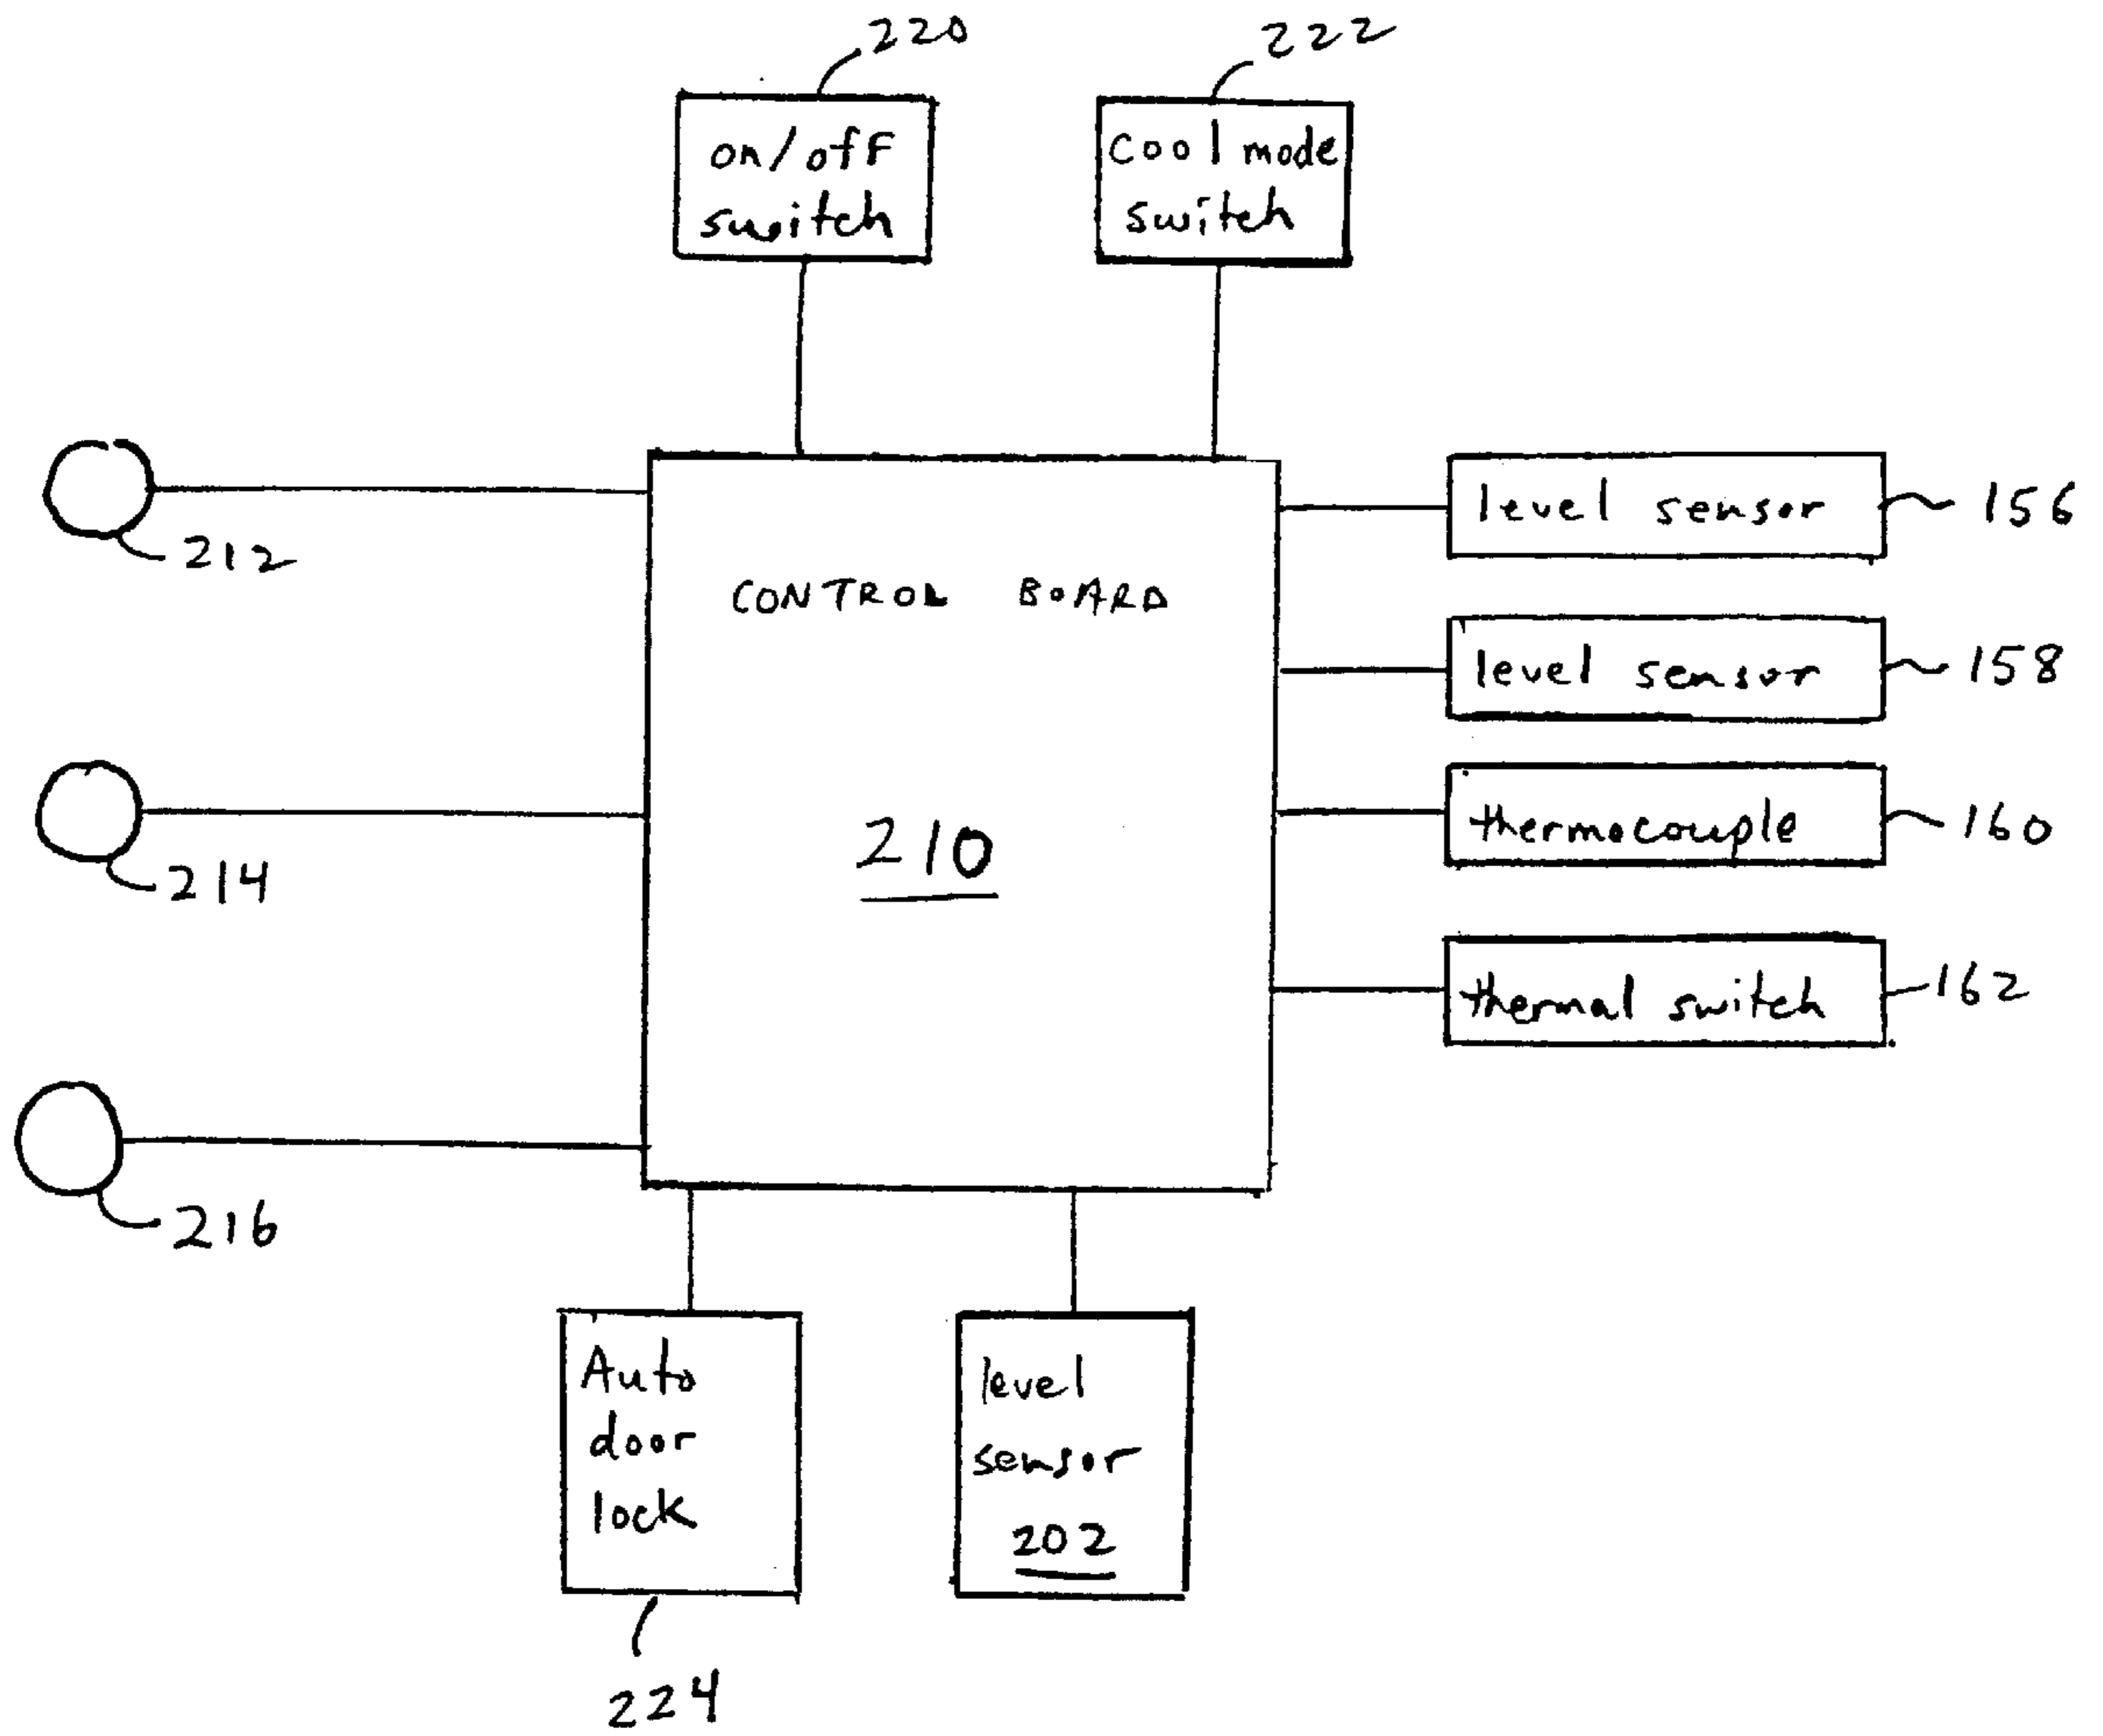 220
222
on/off
switch
cool mode
switch
212
CONTROL BOARD
level sensor
156
level sensor
158
214
210
thermocouple
160
thermal switch
162
216
Auto
door
lock
level
sensor
202
224